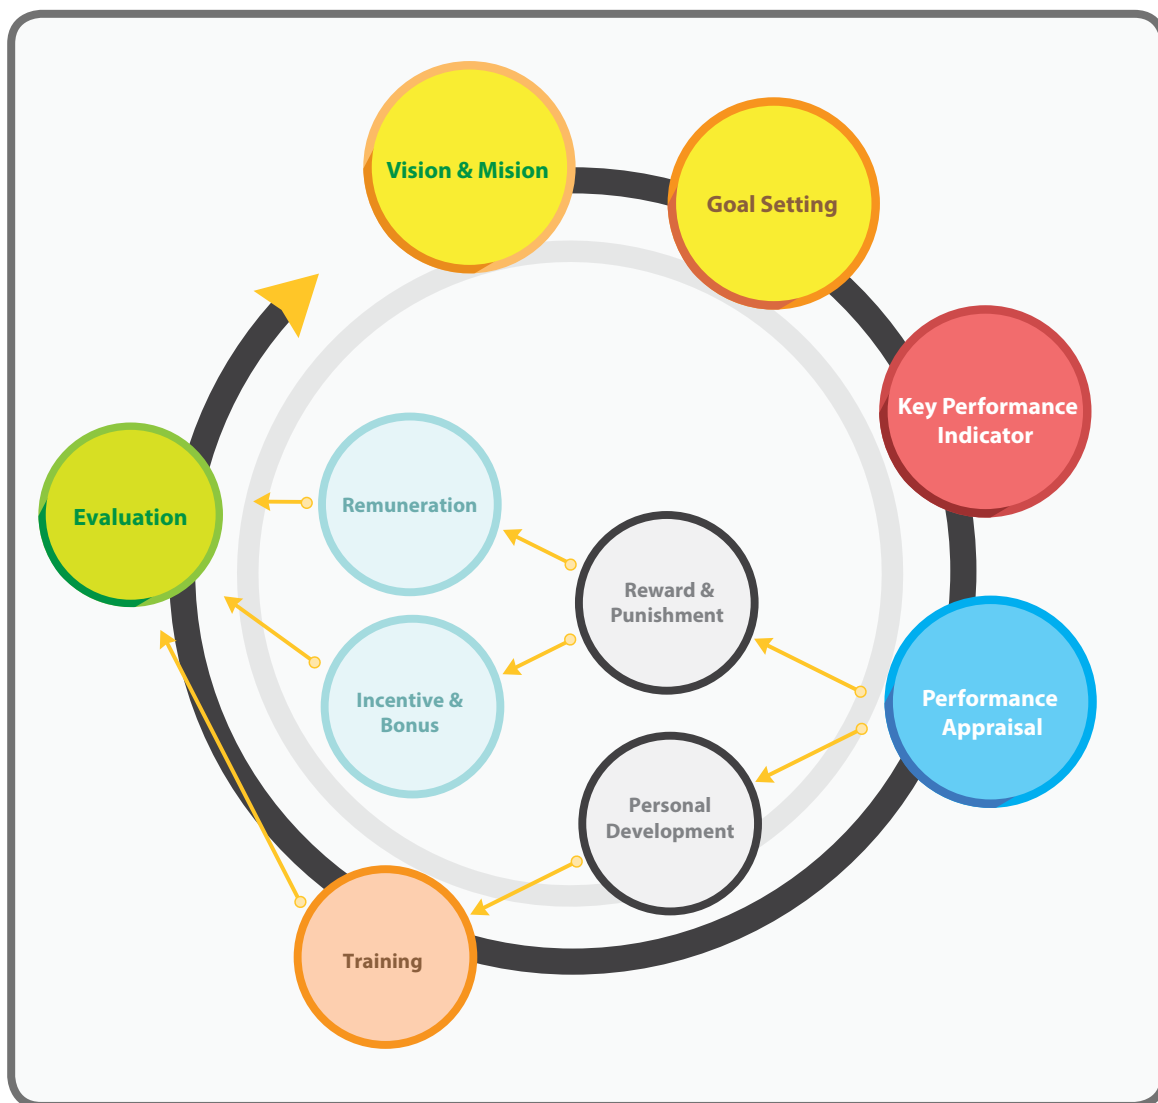 Vision & Mision
Goal Setting
Key Performance
Indicator
Performance
Appraisal
Reward &
Punishment
Personal
Development
Remuneration
Incentive &
Bonus
Training
Evaluation